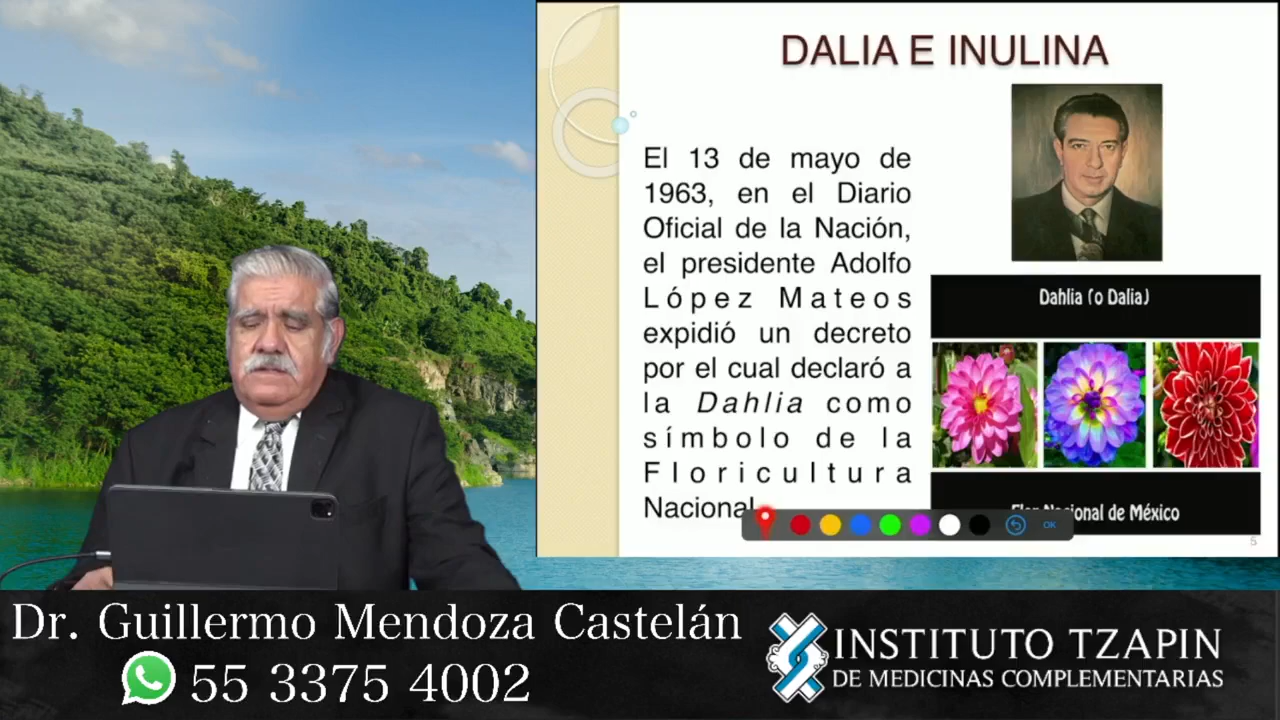 DALIA E INULINA
El 13 de mayo de
1963, en el Diario
Oficial de la Nación,
el presidente Adolfo
López Mateos
expidió un decreto
por el cual declaró a
la Dahlia como
símbolo de la
Floricultura
Nacional
Dahlia (o Dalia)
Flor Nacional de México
OK
5
Dr. Guillermo Mendoza Castelán
55 3375 4002
INSTITUTO TZAPIN
DE MEDICINAS COMPLEMENTARIAS